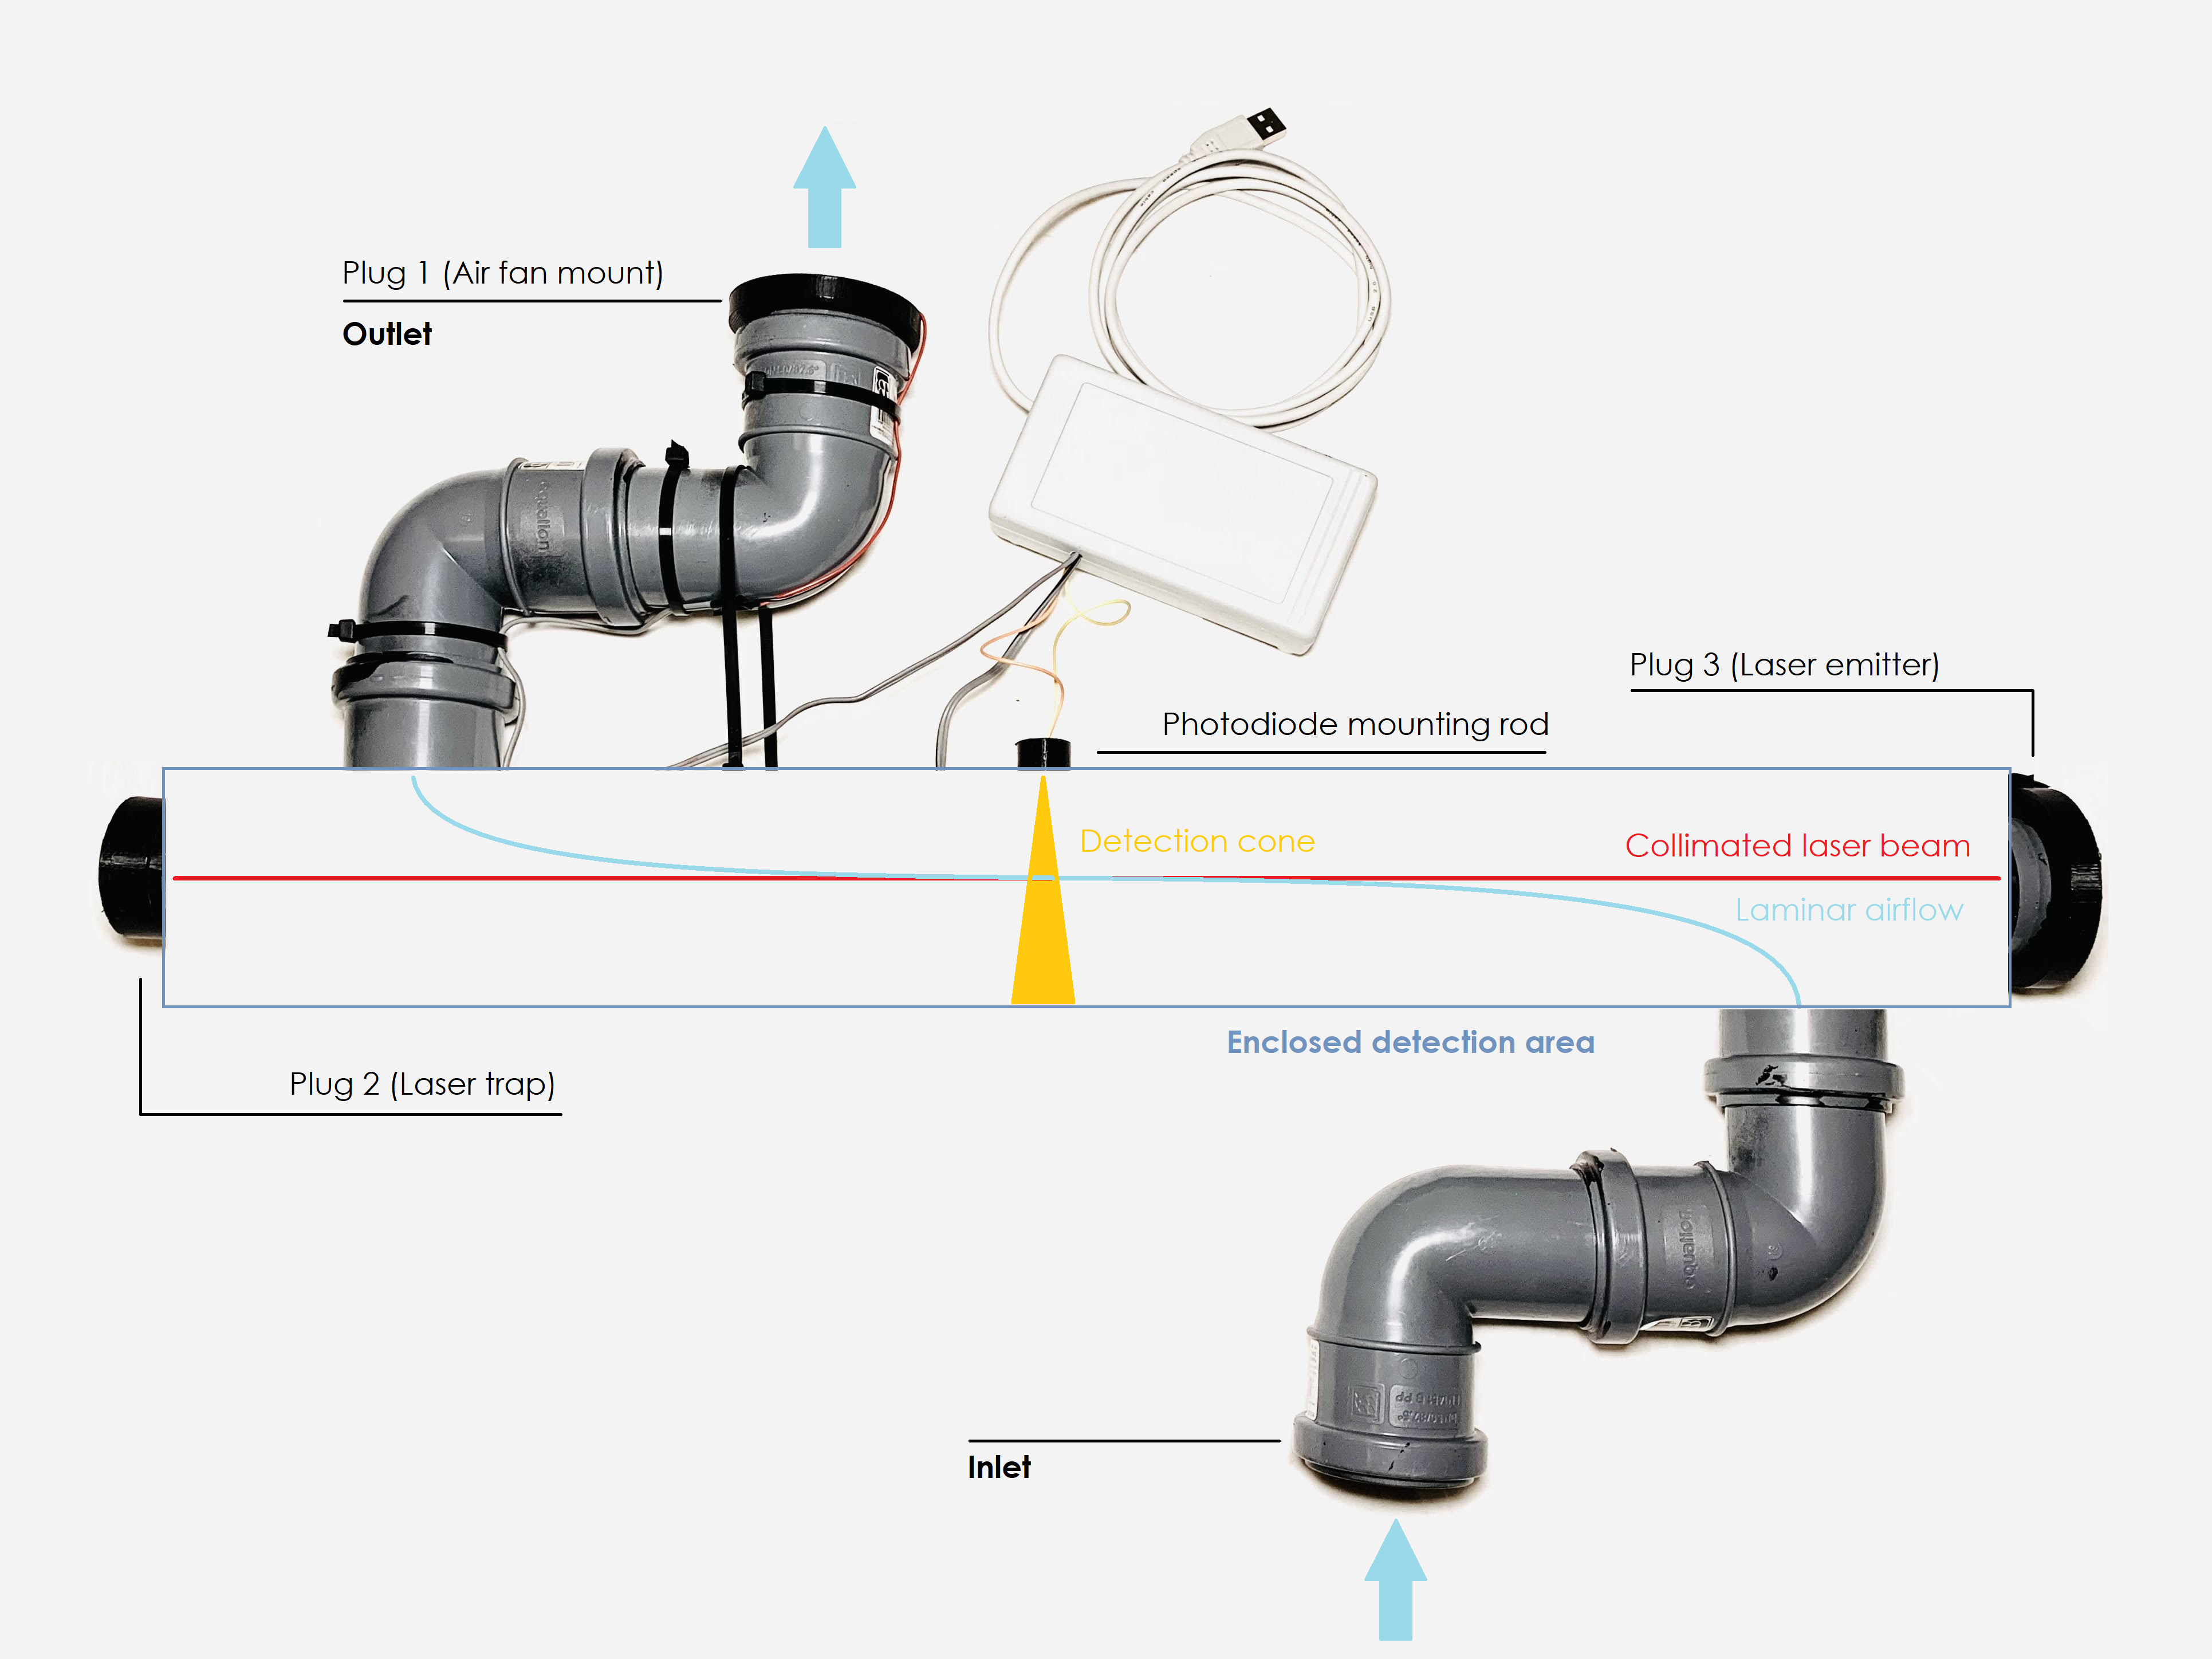 Plug 1 (Air fan mount)
Outlet
Plug 3 (Laser emitter)
Photodiode mounting rod
Detection cone
Collimated laser beam
Laminar airflow
Enclosed detection area
Plug 2 (Laser trap)
Inlet